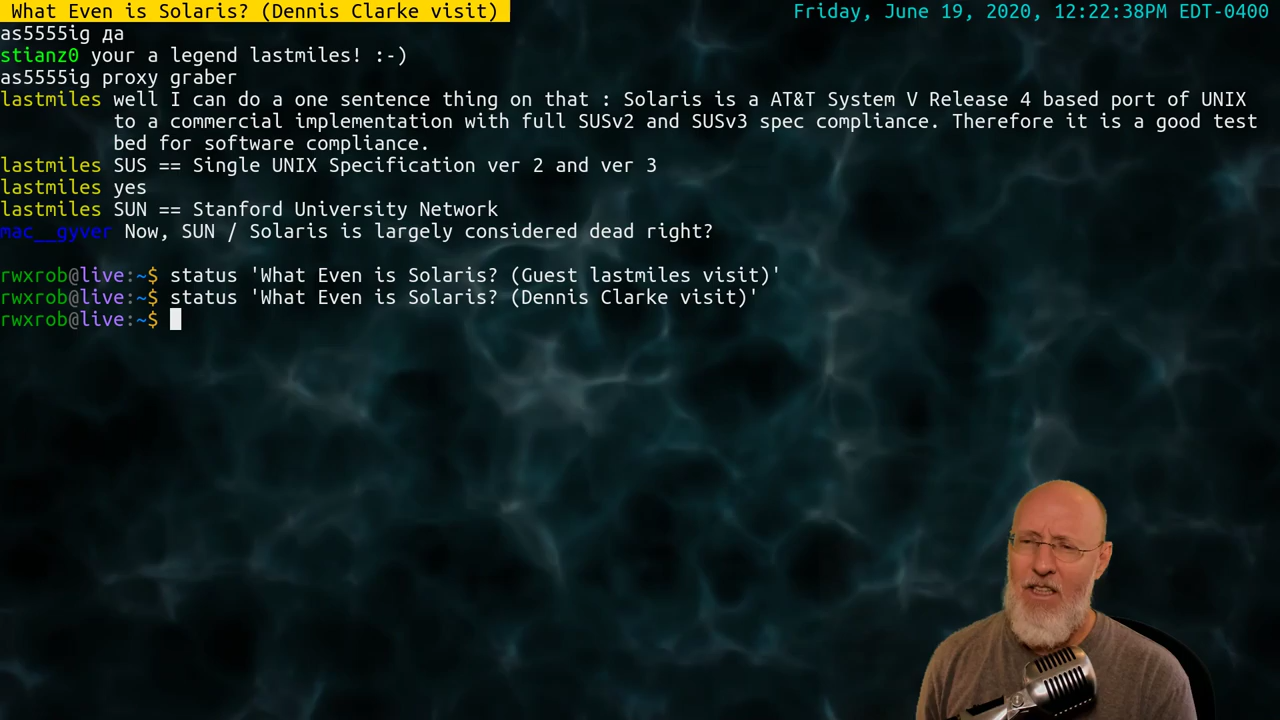 What Even is Solaris? (Dennis Clarke visit)
Friday, June 19, 2020, 12:22:38PM EDT-0400
as5555ig да
stianz0 your a legend lastmiles! :-)
as5555ig proxy graber
lastmiles well I can do a one sentence thing on that : Solaris is a AT&T System V Release 4 based port of UNIX
to a commercial implementation with full SUSv2 and SUSv3 spec compliance. Therefore it is a good test
bed for software compliance.
lastmiles SUS == Single UNIX Specification ver 2 and ver 3
lastmiles yes
lastmiles SUN == Stanford University Network
mac__gyver Now, SUN / Solaris is largely considered dead right?
rwxrob@live:~$ status 'What Even is Solaris? (Guest lastmiles visit)'
rwxrob@live:~$ status 'What Even is Solaris? (Dennis Clarke visit)'
rwxrob@live:~$